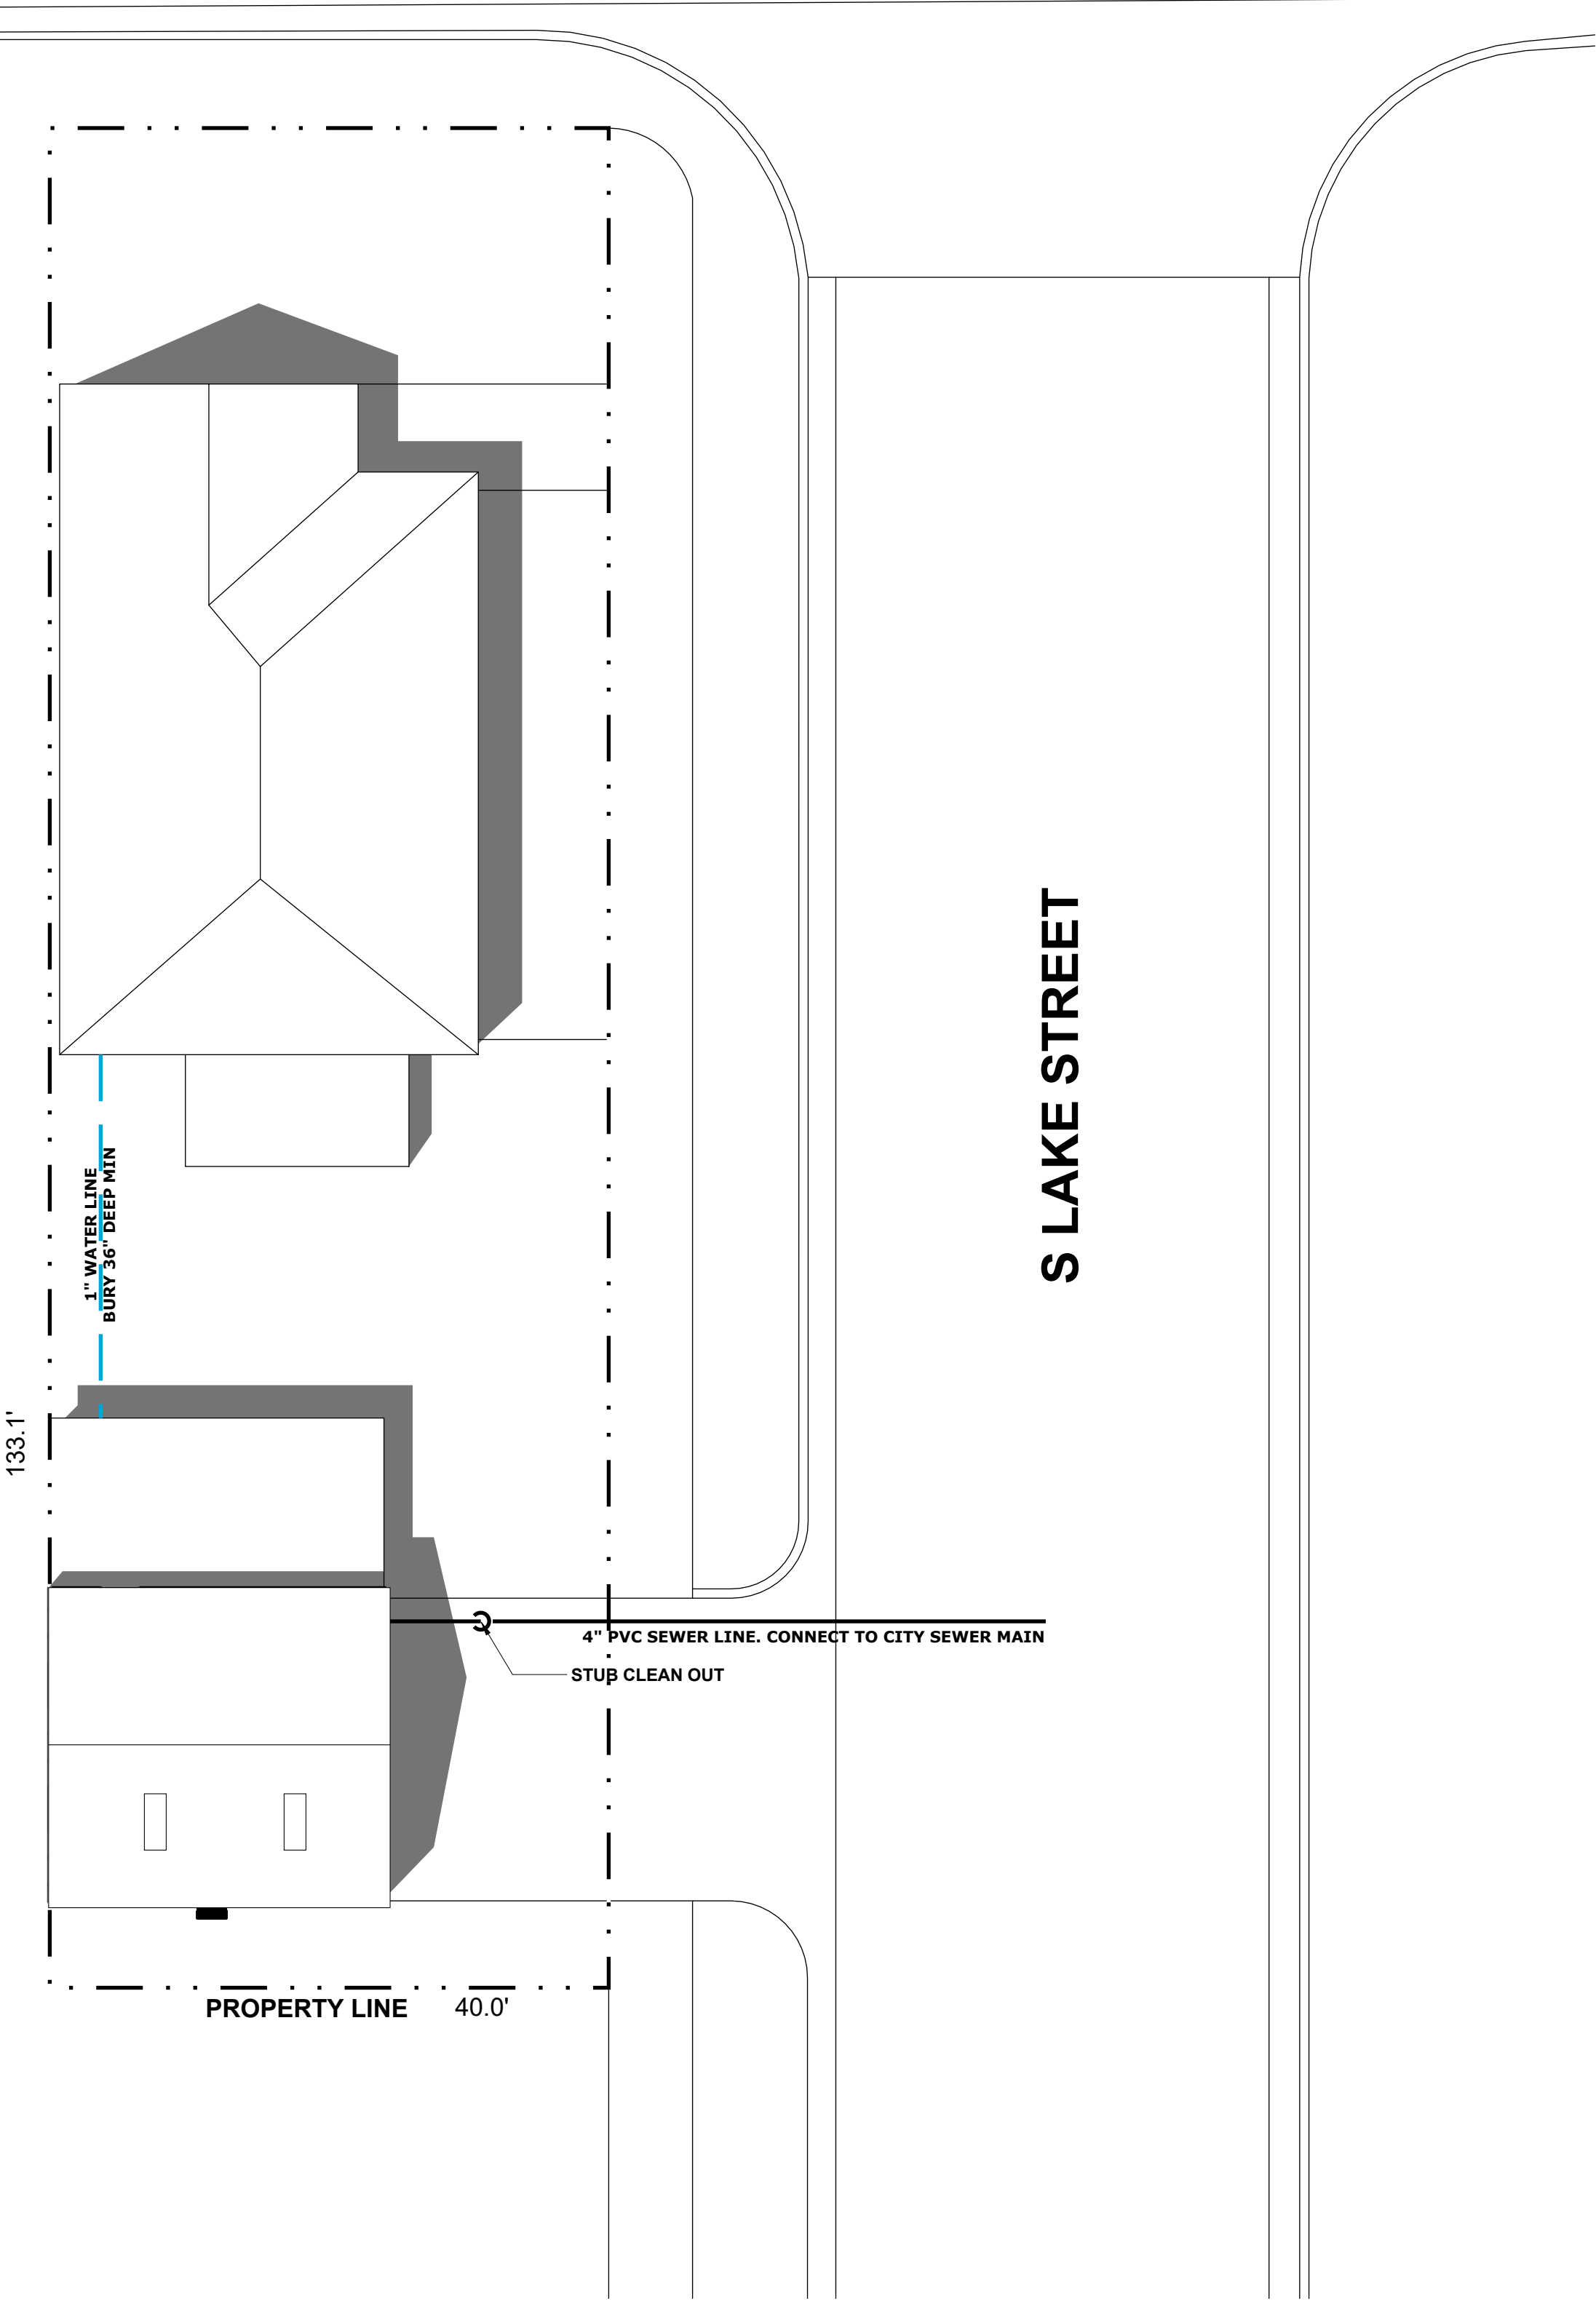 S LAKE STREET
1" WATER LINE
BURY 36" DEEP MIN
133.1'
4" PVC SEWER LINE. CONNECT TO CITY SEWER MAIN
STUB CLEAN OUT
PROPERTY LINE 40.0'